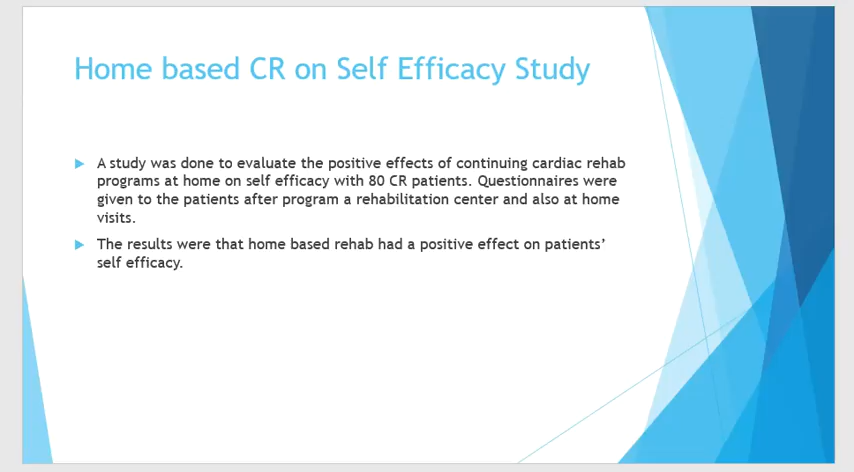 Home based CR on Self Efficacy Study
A study was done to evaluate the positive effects of continuing cardiac rehab
programs at home on self efficacy with 80 CR patients. Questionnaires were
given to the patients after program a rehabilitation center and also at home
visits.
The results were that home based rehab had a positive effect on patients’
self efficacy.